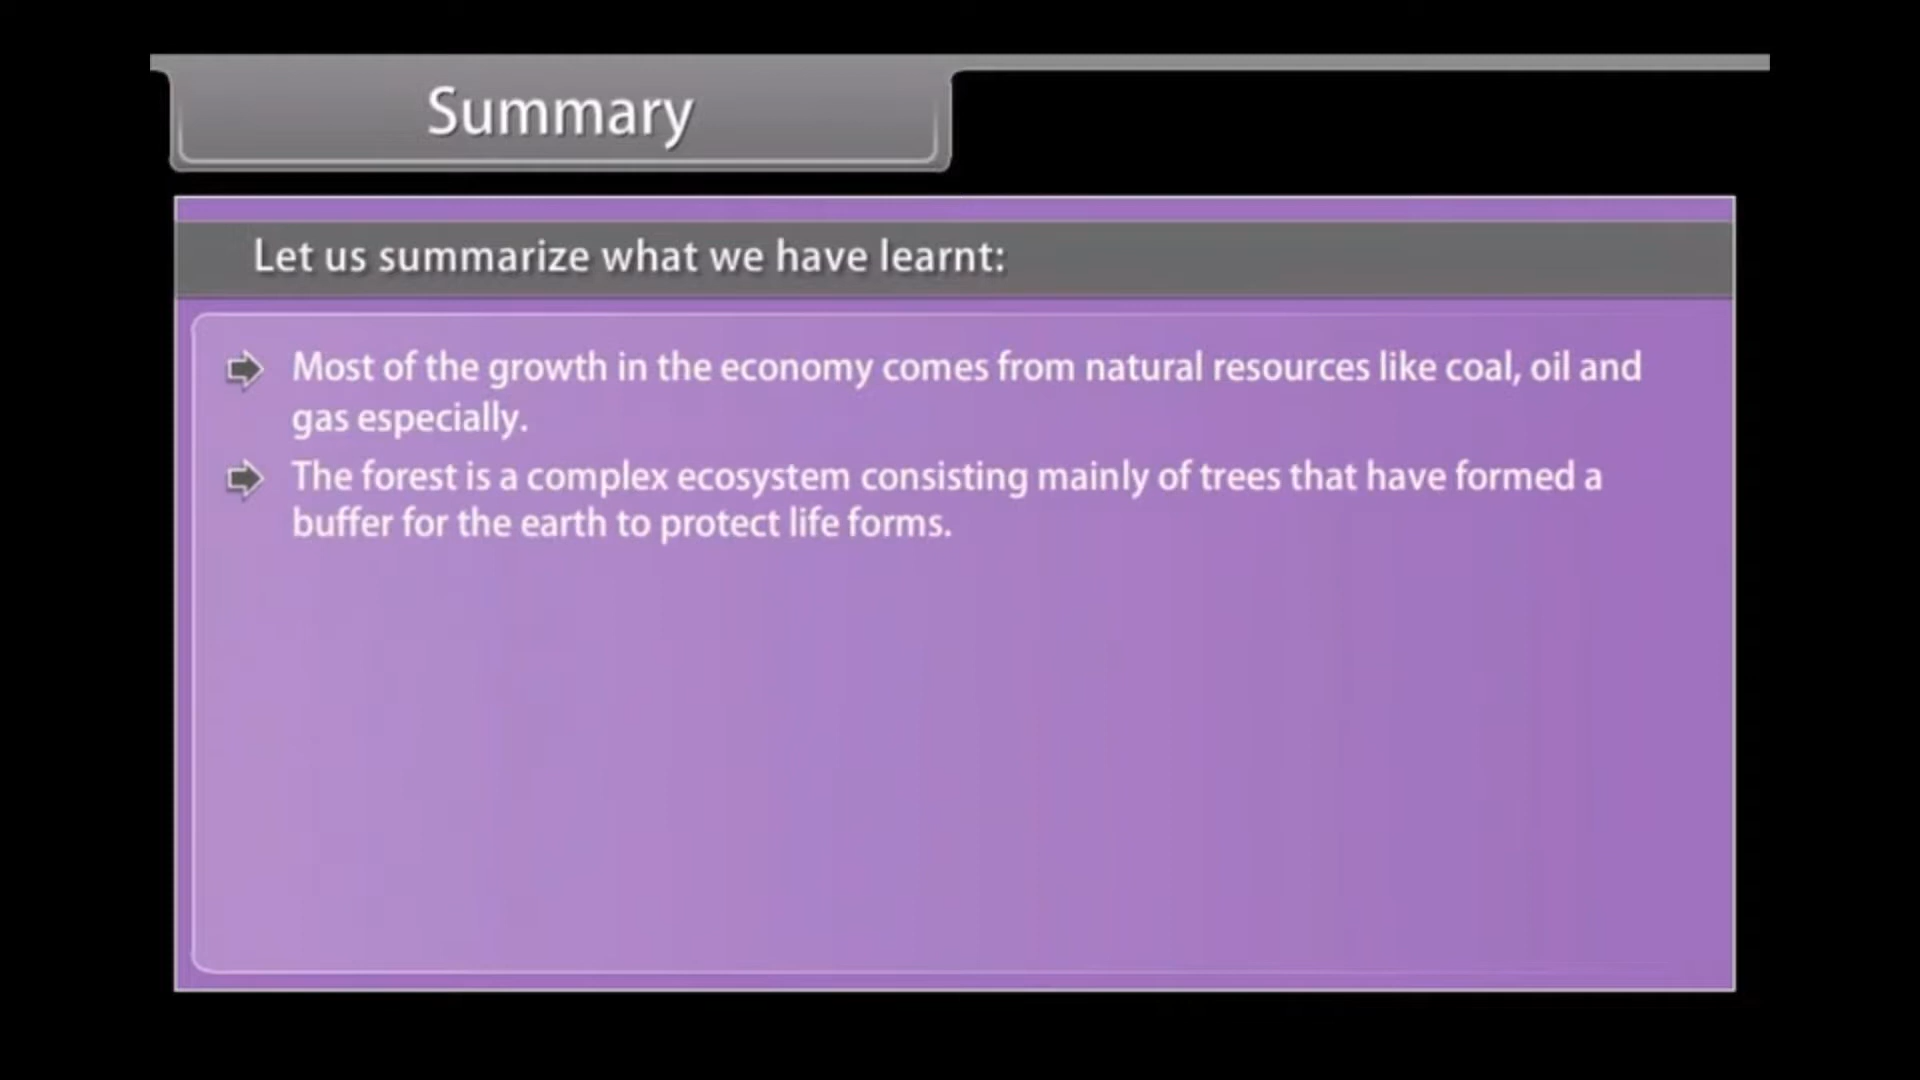 Summary
Let us summarize what we have learnt:
Most of the growth in the economy comes from natural resources like coal, oil and
gas especially.
The forest is a complex ecosystem consisting mainly of trees that have formed a
buffer for the earth to protect life forms.